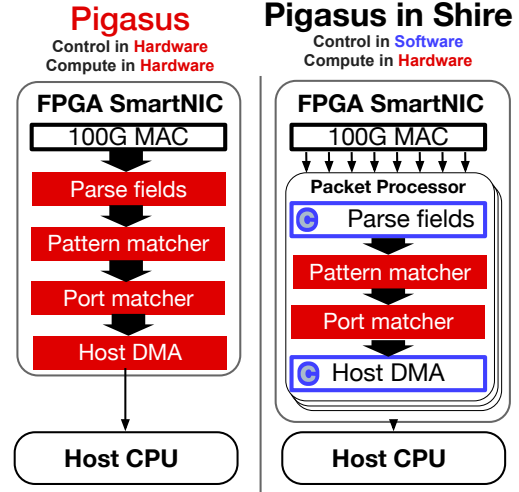 Pigasus
Control in Hardware
Compute in Hardware
FPGA SmartNIC
100G MAC
Parse fields
Pattern matcher
Port matcher
Host DMA
Host CPU
Pigasus in Shire
Control in Software
Compute in Hardware
FPGA SmartNIC
100G MAC
Packet Processor
C Parse fields
Pattern matcher
Port matcher
C Host DMA
Host CPU